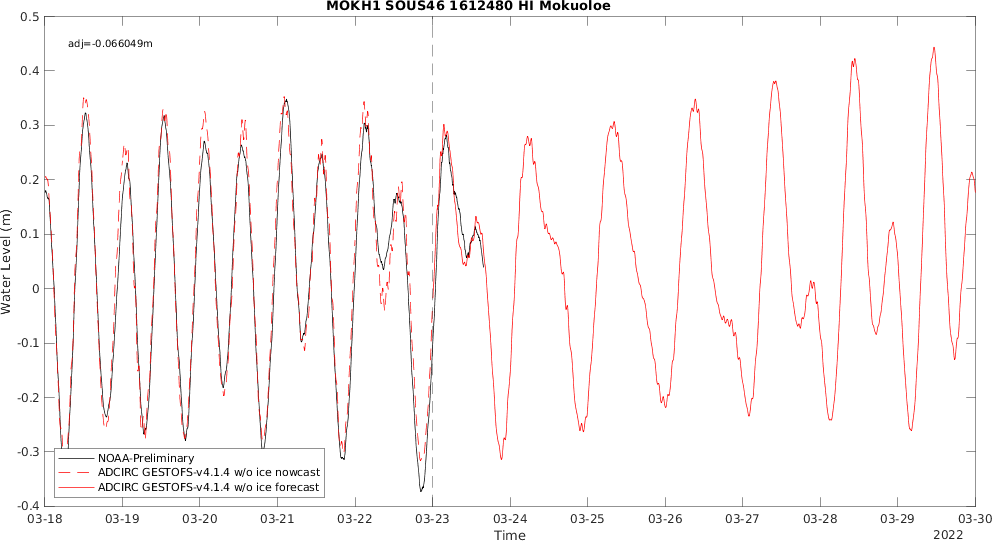 MOKH1 SOUS46 1612480 HI Mokuoloe
adj=-0.066049m
0.5
0.4
0.3
0.2
0.1
0
-0.1
-0.2
-0.3
-0.4
Water Level (m)
NOAA-Preliminary
ADCIRC GESTOFS-v4.1.4 w/o ice nowcast
ADCIRC GESTOFS-v4.1.4 w/o ice forecast
03-18 03-19 03-20 03-21 03-22 03-23 03-24 03-25 03-26 03-27 03-28 03-29 03-30
Time
2022